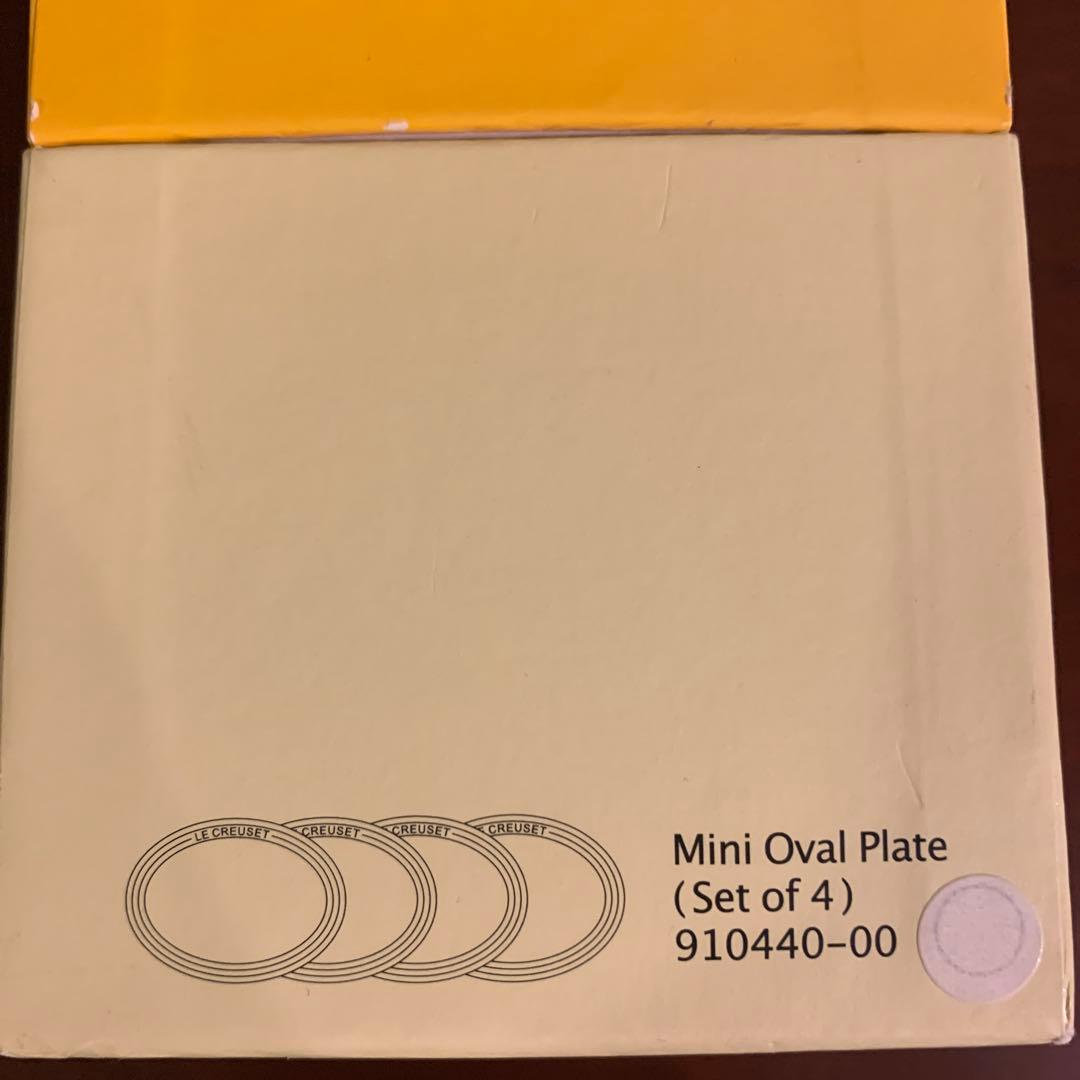 LE CREUSET CREUSET CREUSET CREUSET
Mini Oval Plate
(Set of 4)
910440-00